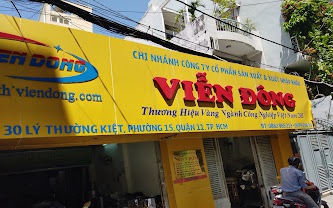 VIỄN ĐÔNG
CHI NHÁNH CÔNG TY CỔ PHẦN SẢN XUẤT & XUẤT NHẬP KHẨU
VIỄN ĐÔNG
Thương Hiệu Vàng Ngành Công Nghiệp Việt Nam
viendong.com
30 LÝ THƯỜNG KIỆT, PHƯỜNG 15, QUẬN 11, TP. HCM